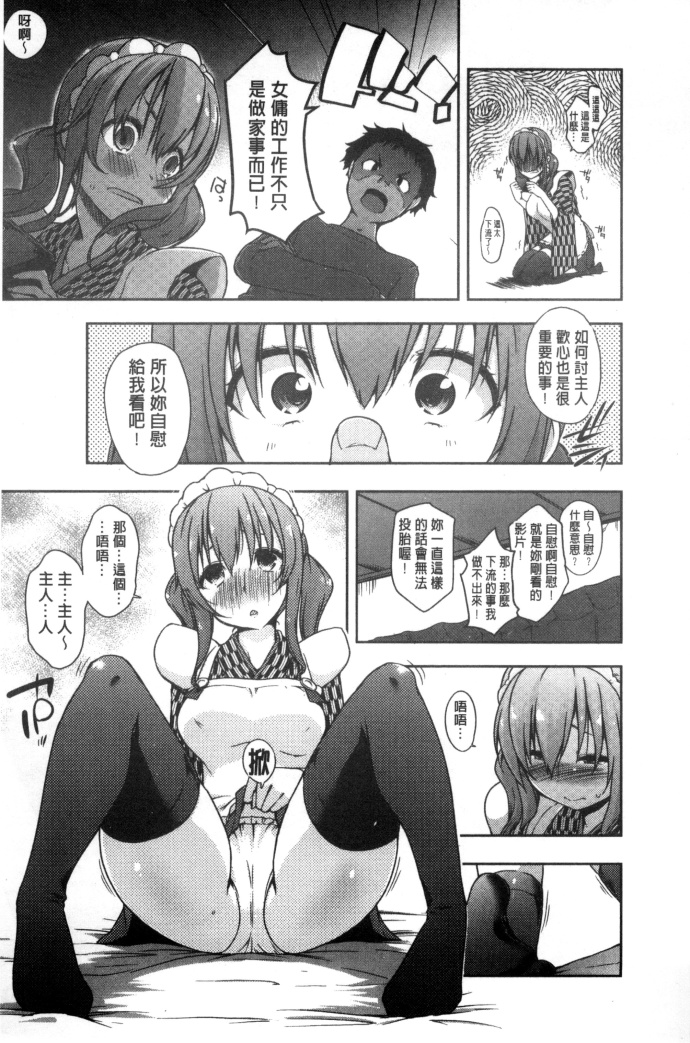 這這這
這這是
什麼⋯
這太
下流了~
!!!!
女傭的工作不只
是做家事而已！
呀啊~
如何討主人
歡心也是很
重要的事！
所以妳自慰
給我看吧！
自~自慰？
什麼意思？
自慰啊自慰！
就是妳剛看的
影片！
那⋯那麼
下流的事我
做不出來！
妳一直這樣
的話會無法
投胎喔！
唔唔⋯
那個⋯這個⋯
⋯唔唔⋯
主⋯主人~
主人⋯人
掀